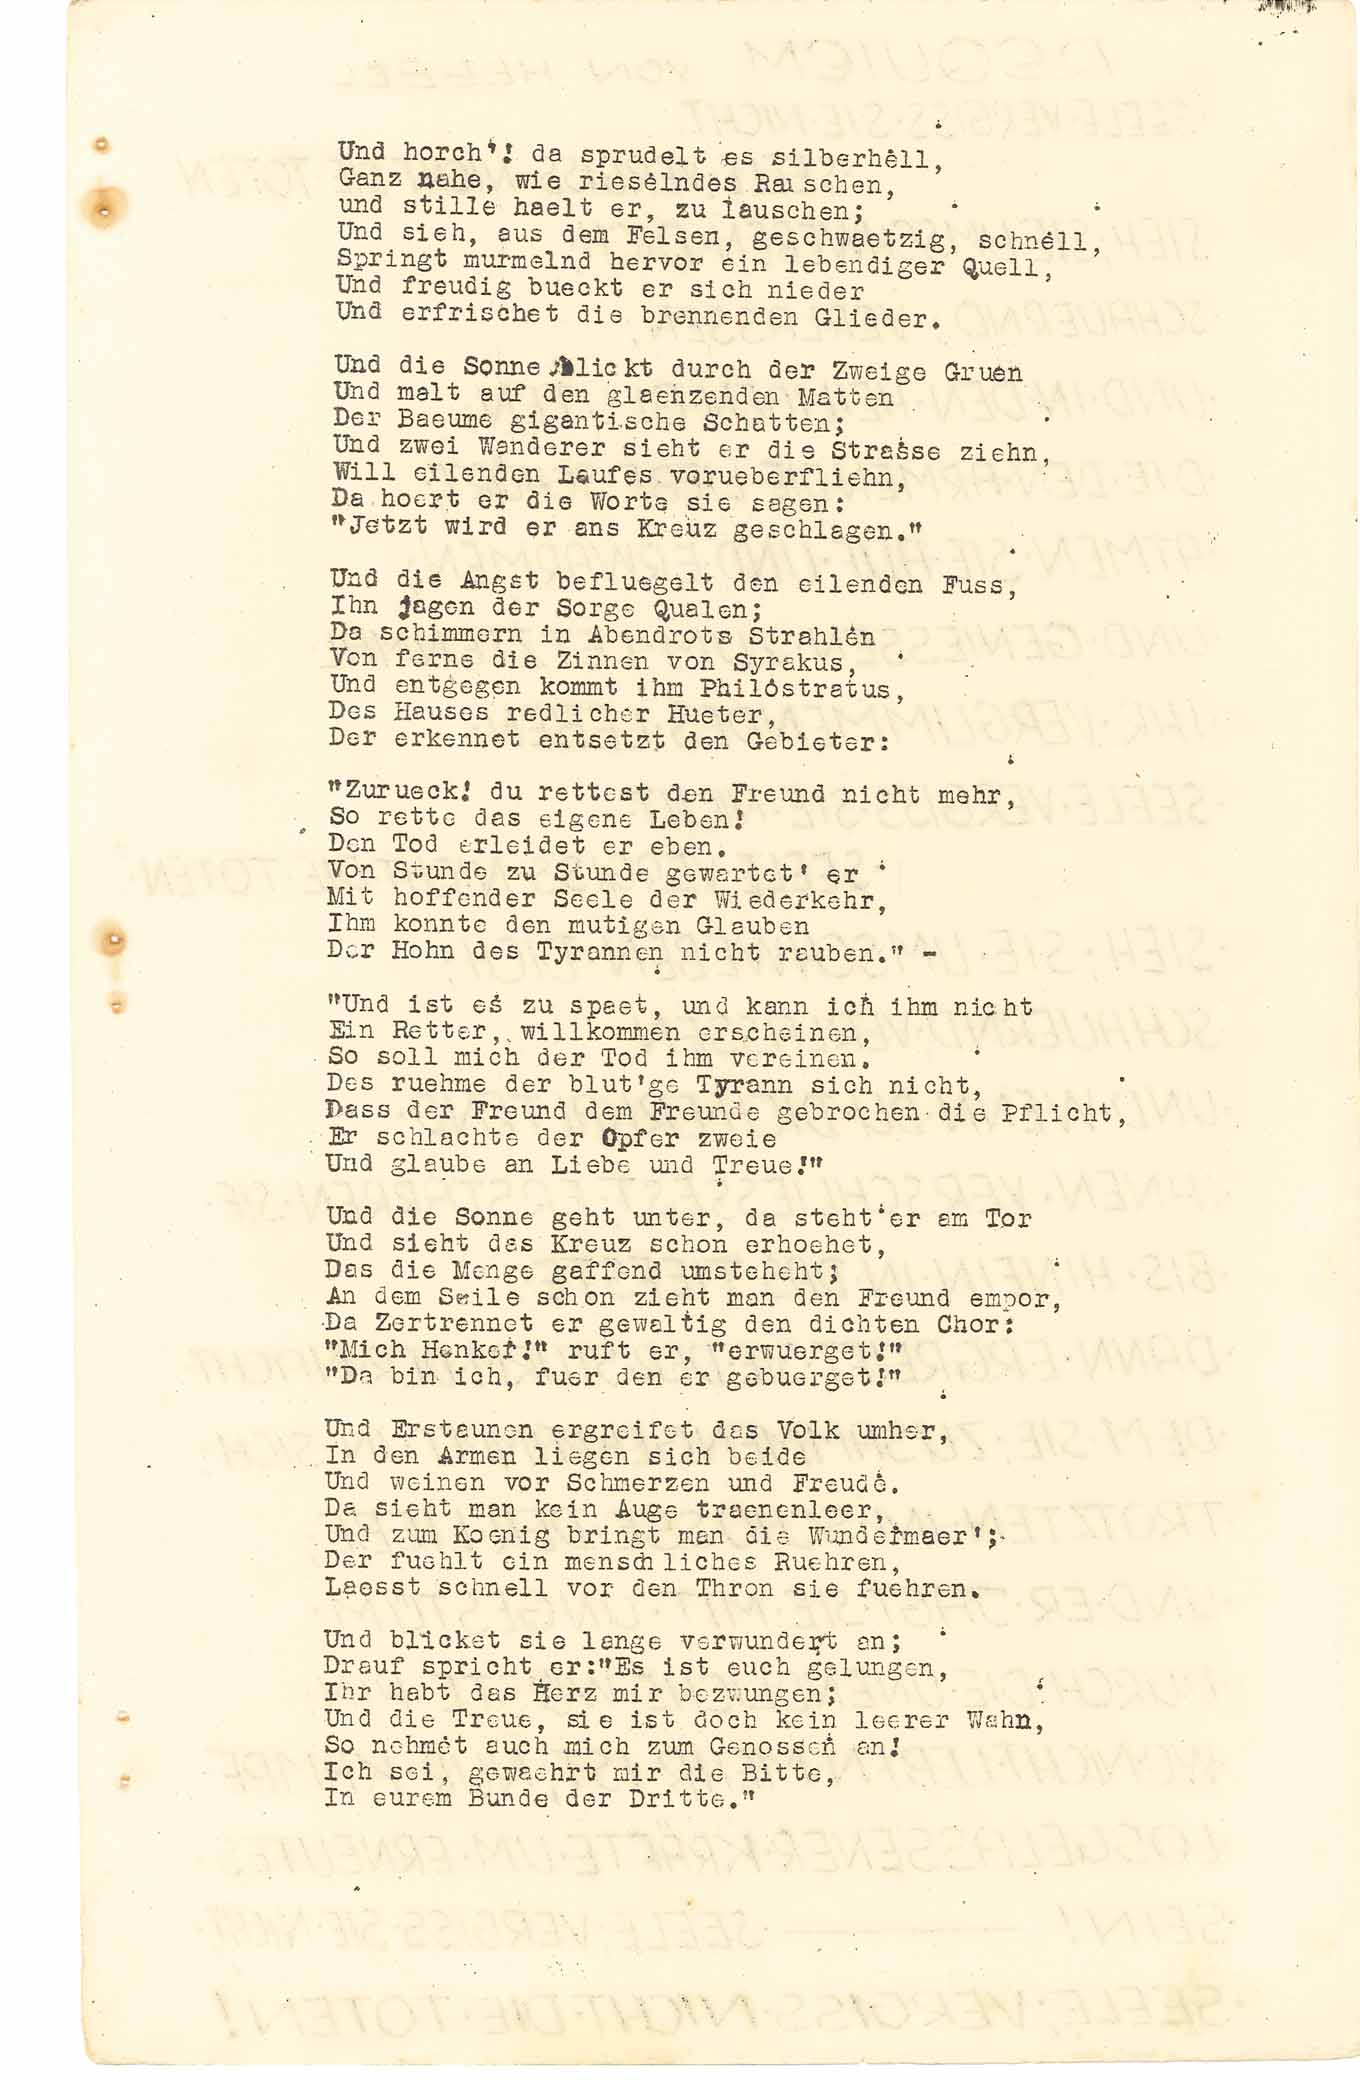 Und horch'! da sprudelt es silberhell,
Ganz nahe, wie rieselndes Rauschen,
und stille haelt er, zu lauschen;
Und sieh, aus dem Felsen, geschwaetzig, schnell,
Springt murmelnd hervor ein lebendiger Quell,
Und freudig bueckt er sich nieder
Und erfrischet die brennenden Glieder.
Und die Sonne blickt durch der Zweige Gruen
Und malt auf den glaenzenden Matten
Der Baeume gigantische Schatten;
Und zwei Wanderer sieht er die Strasse ziehn,
Will eilenden Laufes vorueberfliehn,
Da hoert er die Worte sie sagen:
"Jetzt wird er ans Kreuz geschlagen."
Und die Angst befluegelt den eilenden Fuss,
Ihn jagen der Sorge Qualen;
Da schimmern in Abendrots Strahlen
Von ferne die Zinnen von Syrakus,
Und entgegen kommt ihm Philostratus,
Des Hauses redlicher Hueter,
Der erkennet entsetzt den Gebieter:
"Zurueck! du rettest den Freund nicht mehr,
So rette das eigene Leben!
Den Tod erleidet er eben.
Von Stunde zu Stunde gewartet' er
Mit hoffender Seele der Wiederkehr,
Ihm konnte den mutigen Glauben
Der Hohn des Tyrannen nicht rauben." -
"Und ist es zu spaet, und kann ich ihm nicht
Ein Retter, willkommen erscheinen,
So soll mich der Tod ihm vereinen.
Des ruehme der blut'ge Tyrann sich nicht,
Dass der Freund dem Freunde gebrochen die Pflicht,
Er schlachte der Opfer zweie
Und glaube an Liebe und Treue!"
Und die Sonne geht unter, da steht er am Tor
Und sieht das Kreuz schon erhoehet,
Das die Menge gaffend umsteheht;
An dem Seile schon zieht man den Freund empor,
Da Zertrennet er gewaltig den dichten Chor:
"Mich Henker!" ruft er, "erwuerget!"
"Da bin ich, fuer den er gebuerget!"
Und Erstaunen ergreifet das Volk umher,
In den Armen liegen sich beide
Und weinen vor Schmerzen und Freude.
Da sieht man kein Auge traenenleer,
Und zum Koenig bringt man die Wundermaer';
Der fuehlt ein menschliches Ruehren,
Laesst schnell vor den Thron sie fuehren.
Und blicket sie lange verwundert an;
Drauf spricht er:"Es ist euch gelungen,
Ihr habt das Herz mir bezwungen;
Und die Treue, sie ist doch kein leerer Wahn,
So nehmet auch mich zum Genossen an!
Ich sei, gewaehrt mir die Bitte,
In eurem Bunde der Dritte."